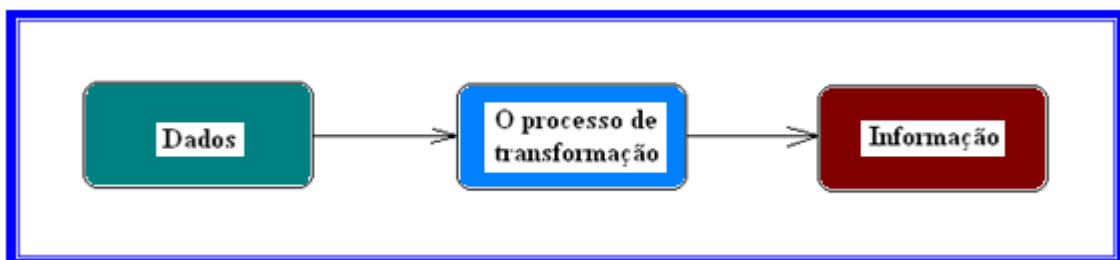 Dados
O processo de
transformação
Informação